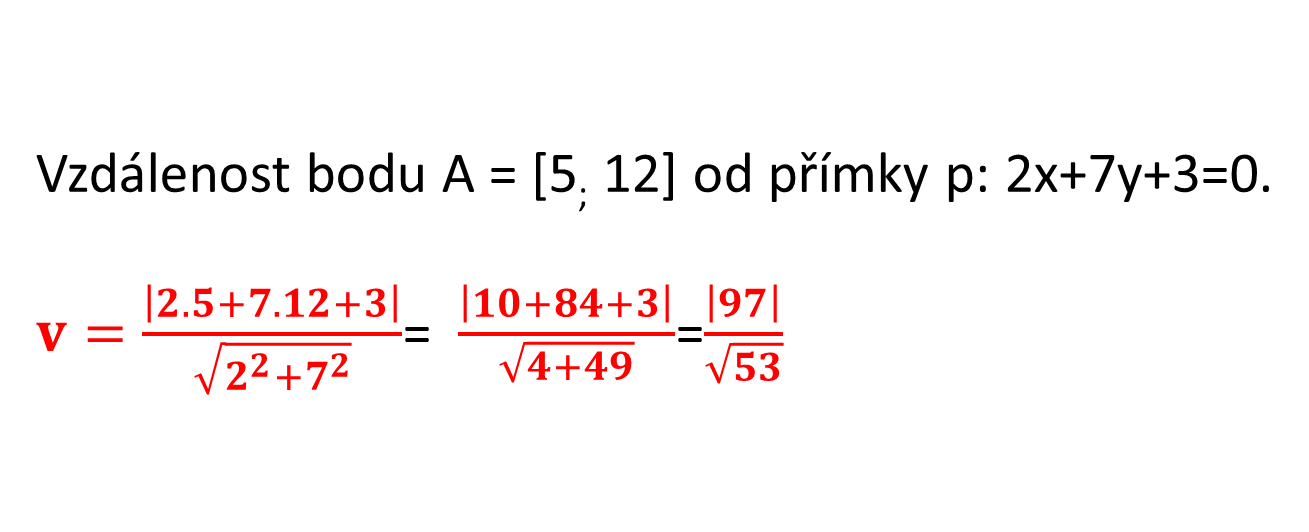 Vzdálenost bodu A = [5; 12] od přímky p: 2x+7y+3=0.
v = |2.5+7.12+3|/√(2²+7²) = |10+84+3|/√(4+49) = |97|/√53